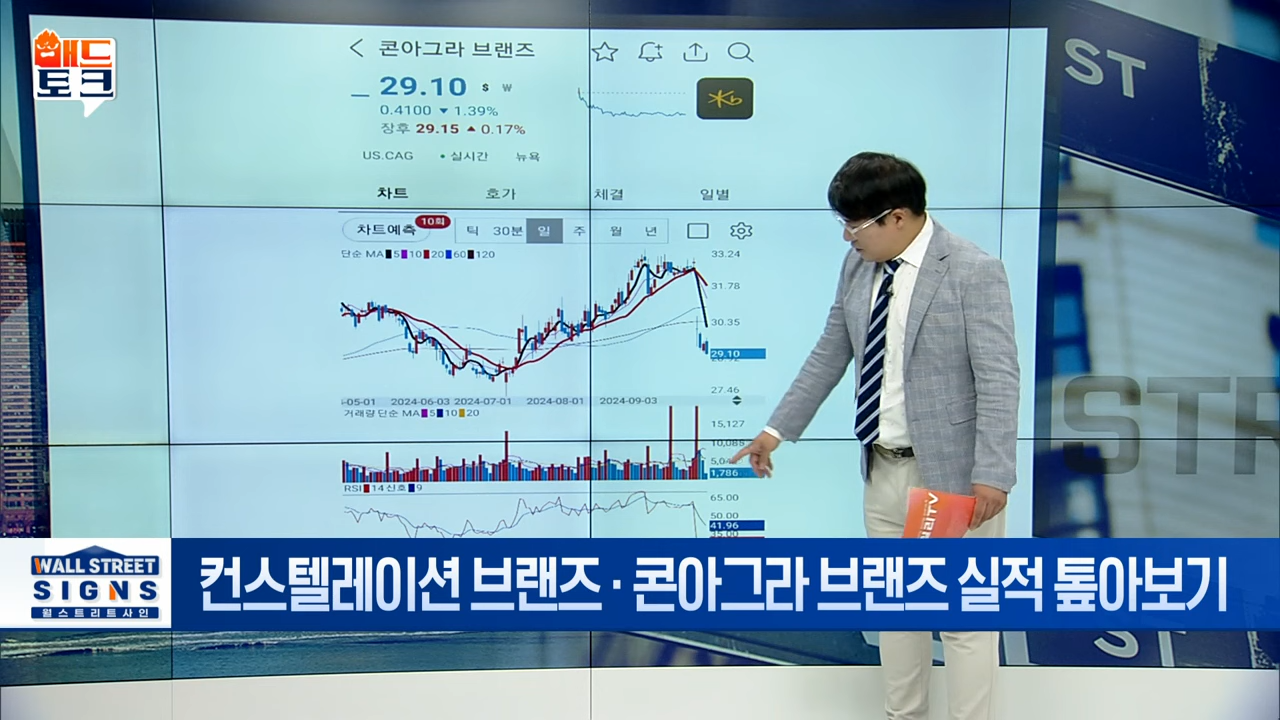 매드
토크
콘아그라 브랜즈
29.10 $ ₩
0.4100 ▼ 1.39%
장후 29.15 ▲ 0.17%
US.CAG • 실시간 뉴욕
차트 호가 체결 일별
차트예측 10회 틱 30분 일 주 월 년
단순 MA 5 10 20 60 120
33.24
31.78
30.35
29.10
27.46
-05-01 2024-06-03 2024-07-01 2024-08-01 2024-09-03
거래량 단순 MA 5 10 20
15,127
10,085
1,786
RSI 14 신호 9
65.00
50.00
41.96
ST
STR
WALL STREET
SIGNS
월스트리트사인
컨스텔레이션 브랜즈·콘아그라 브랜즈 실적 톺아보기
ST